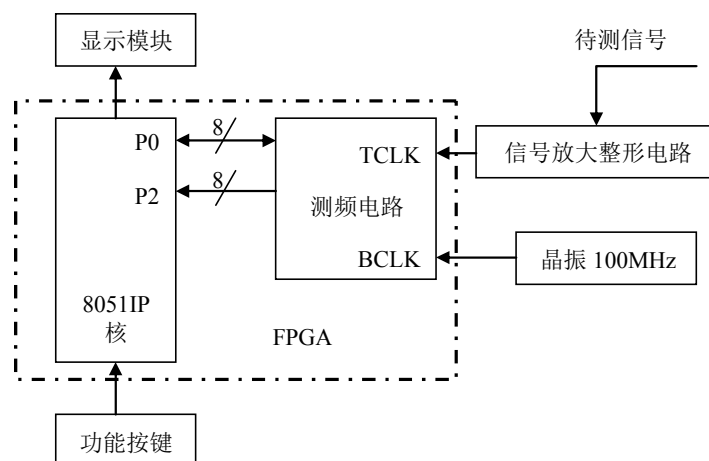 显示模块
待测信号
P0
8
TCLK
信号放大整形电路
P2
8
测频电路
BCLK
晶振 100MHz
8051IP
核
FPGA
功能按键